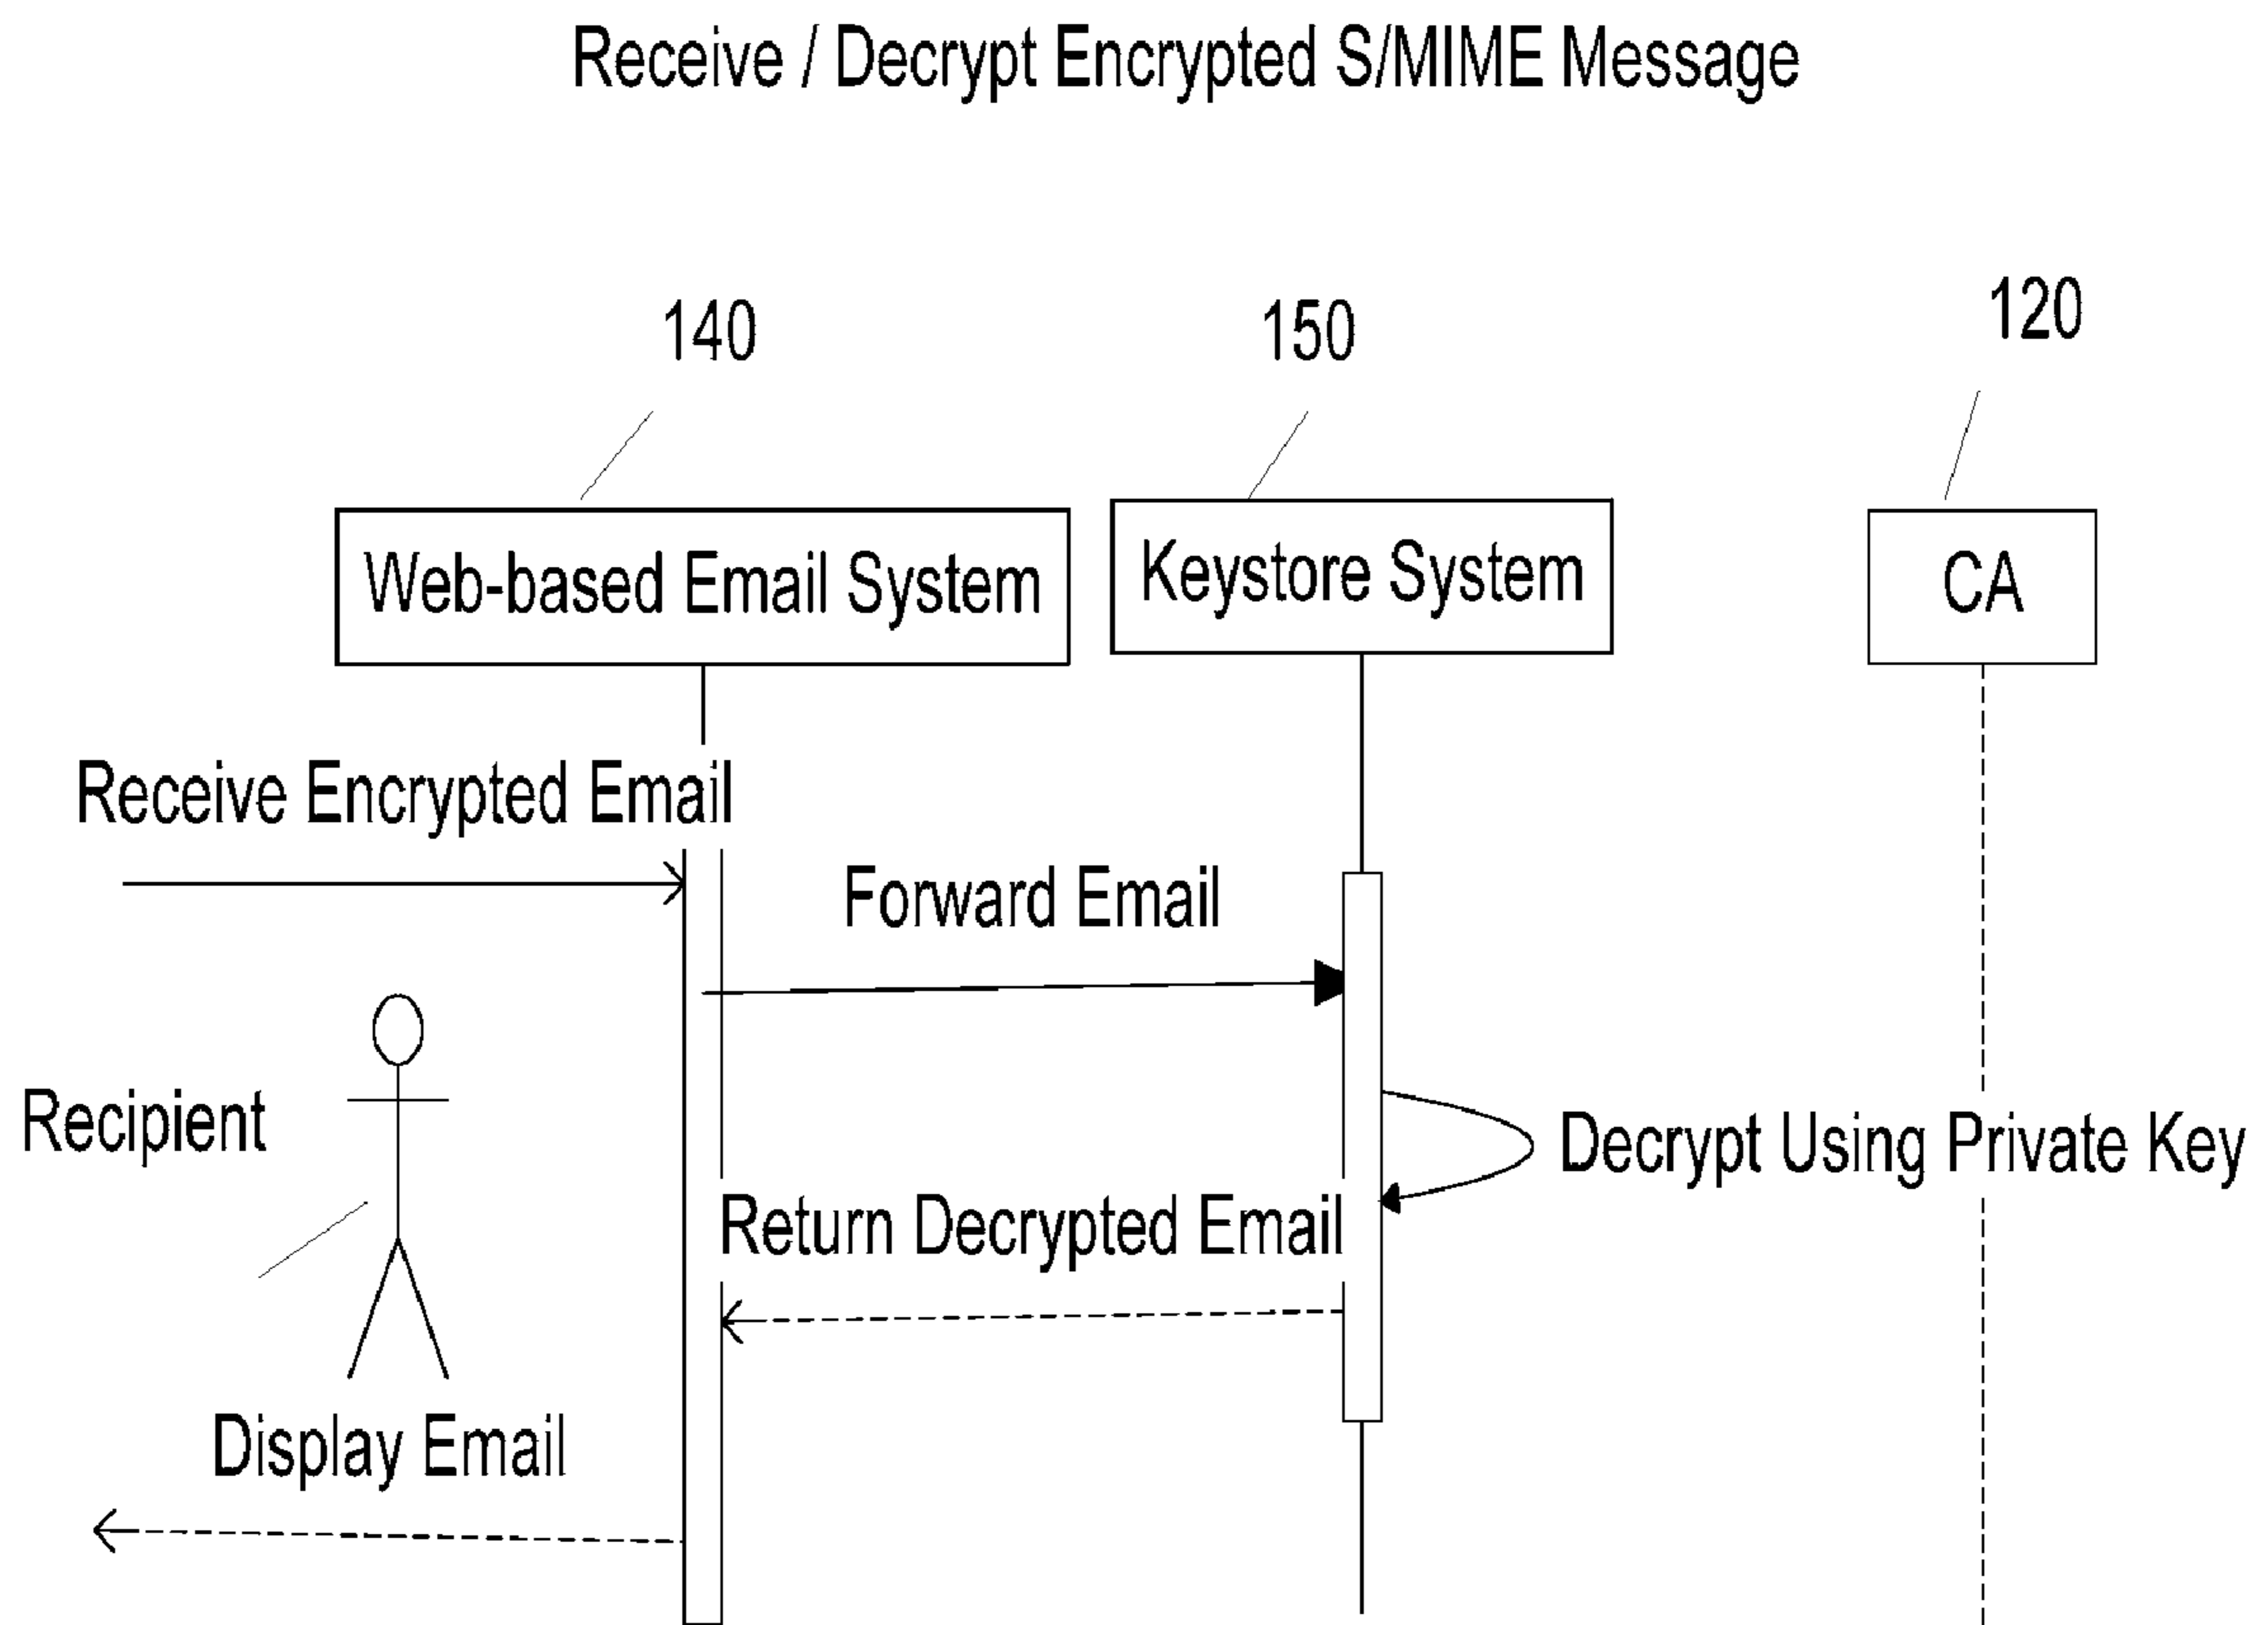 Receive / Decrypt Encrypted S/MIME Message
140
150
120
Web-based Email System
Keystore System
CA
Receive Encrypted Email
Forward Email
Recipient
Decrypt Using Private Key
Return Decrypted Email
Display Email